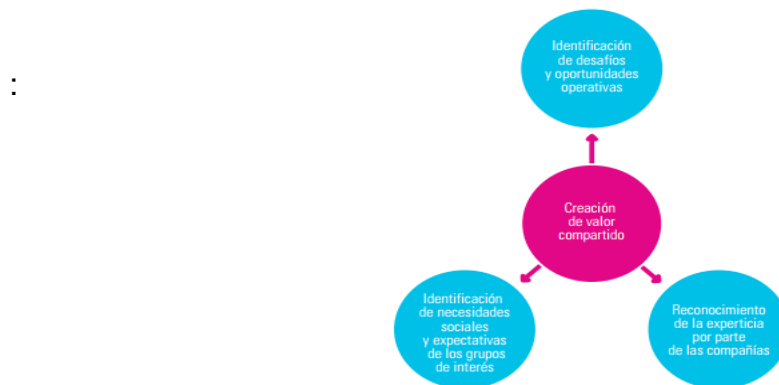 Identificación
de desafíos
y oportunidades
operativas
:
Creación
de valor
compartido
Identificación
de necesidades
sociales
y expectativas
de los grupos
de interés
Reconocimiento
de la experticia
por parte
de las compañías